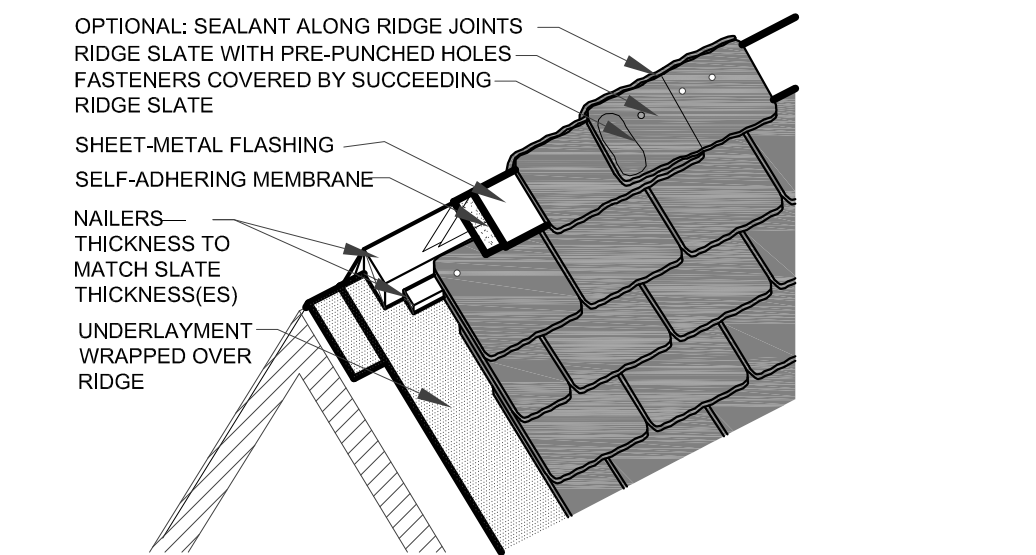 OPTIONAL: SEALANT ALONG RIDGE JOINTS
RIDGE SLATE WITH PRE-PUNCHED HOLES
FASTENERS COVERED BY SUCCEEDING
RIDGE SLATE
SHEET-METAL FLASHING
SELF-ADHERING MEMBRANE
NAILERS
THICKNESS TO
MATCH SLATE
THICKNESS(ES)
UNDERLAYMENT
WRAPPED OVER
RIDGE